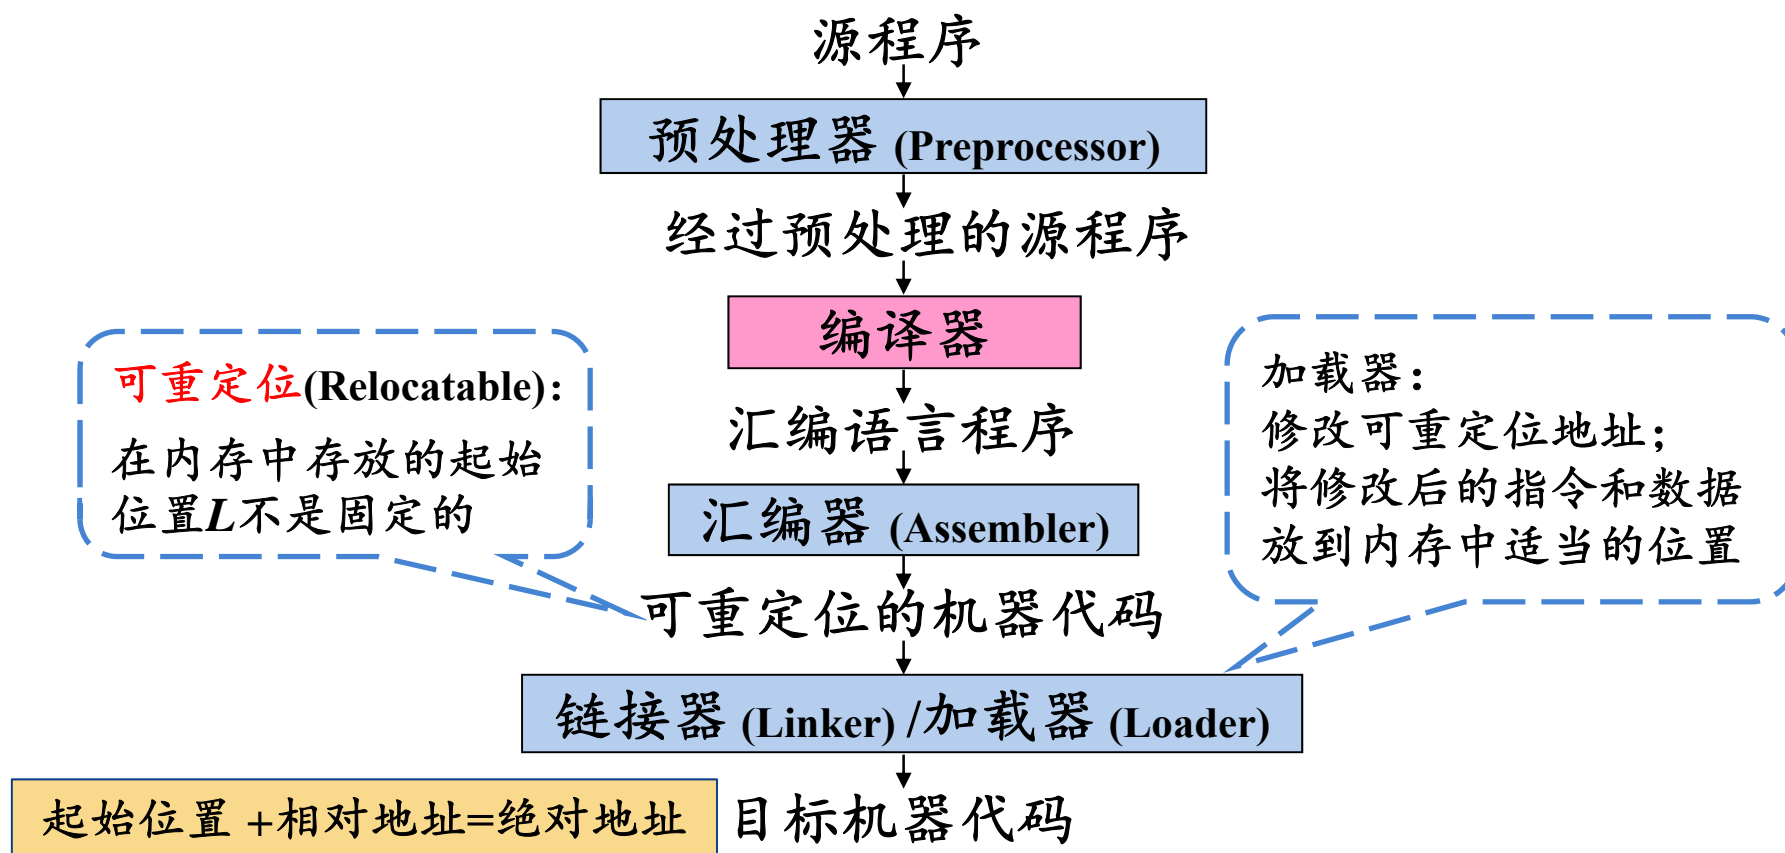 源程序
预处理器 (Preprocessor)
经过预处理的源程序
编译器
可重定位(Relocatable)：
在内存中存放的起始
位置L不是固定的
加载器：
修改可重定位地址；
将修改后的指令和数据
放到内存中适当的位置
汇编语言程序
汇编器 (Assembler)
可重定位的机器代码
链接器 (Linker) /加载器 (Loader)
起始位置 +相对地址=绝对地址
目标机器代码